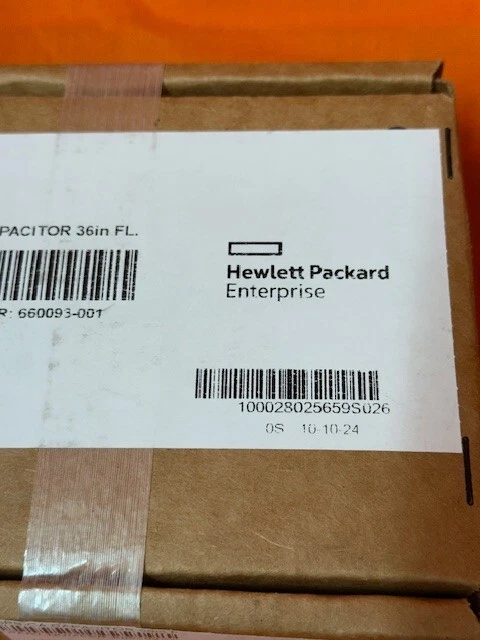 PACITOR 36in FL.
R: 660093-001
Hewlett Packard
Enterprise
100028025659S026
0S 10-10-24